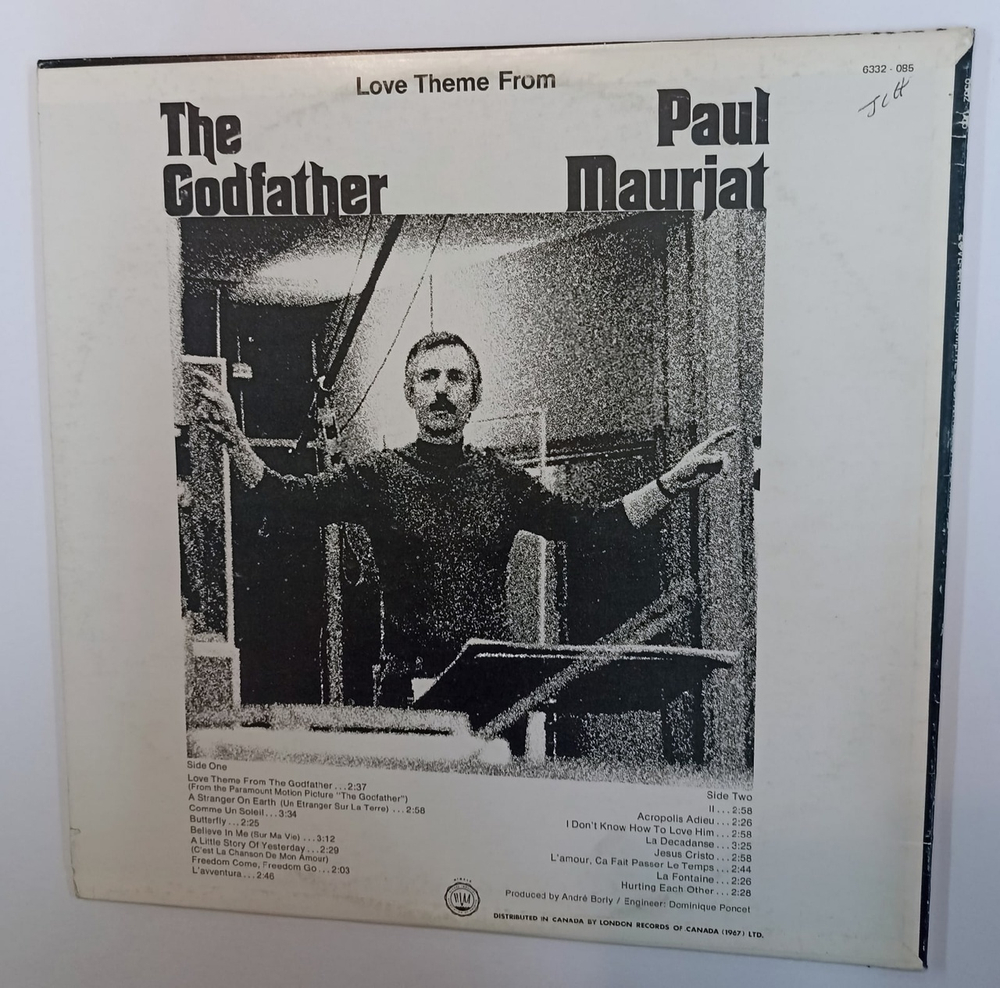 Love Theme From
6332 - 085
JLH
The
Godfather
Paul
Mauriat
Side One
Love Theme From The Godfather ... 2:37
(From the Paramount Motion Picture "The Godfather")
A Stranger On Earth (Un Etranger Sur La Terre) ... 2:58
Comme Un Soleil ... 3:34
Butterfly ... 2:25
Believe In Me (Sur Ma Vie) ... 3:12
A Little Story Of Yesterday ... 2:29
(C'est La Chanson De Mon Amour)
Freedom Come, Freedom Go ... 2:03
L'avventura ... 2:46
Side Two
Il ... 2:58
Acropolis Adieu ... 2:26
I Don't Know How To Love Him ... 2:58
La Decadanse ... 3:25
Jesus Cristo ... 2:58
L'amour, Ca Fait Passer Le Temps ... 2:44
La Fontaine ... 2:26
Hurting Each Other ... 2:28
Produced by André Borly / Engineer: Dominique Poncet
DISTRIBUTED IN CANADA BY LONDON RECORDS OF CANADA (1967) LTD.